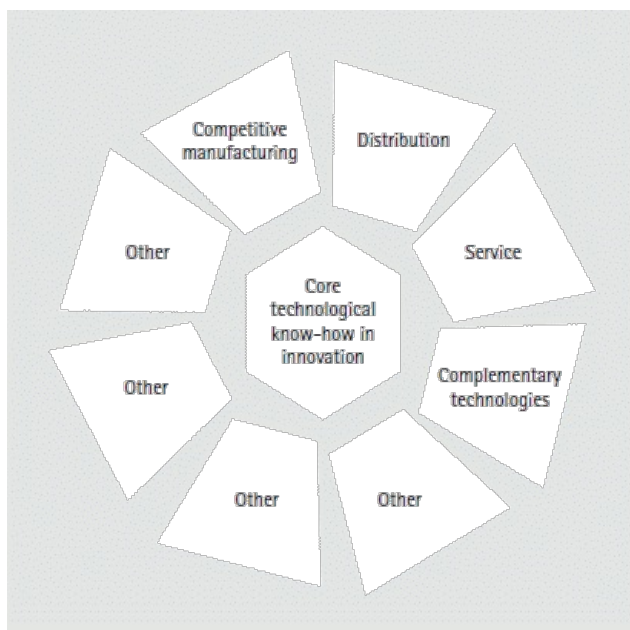 Competitive
manufacturing
Distribution
Other
Service
Core
technological
know-how in
innovation
Other
Complementary
technologies
Other
Other